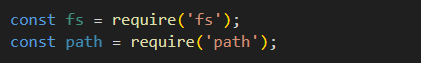 const fs = require('fs');
const path = require('path');